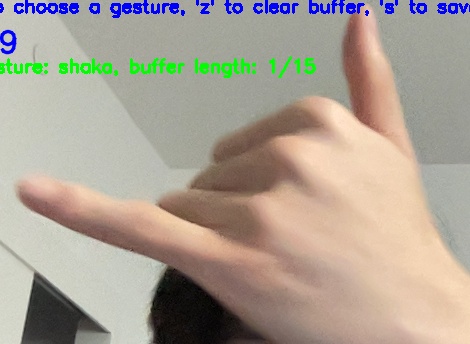 choose a gesture, 'z' to clear buffer, 's' to save
9
sture: shaka, buffer length: 1/15